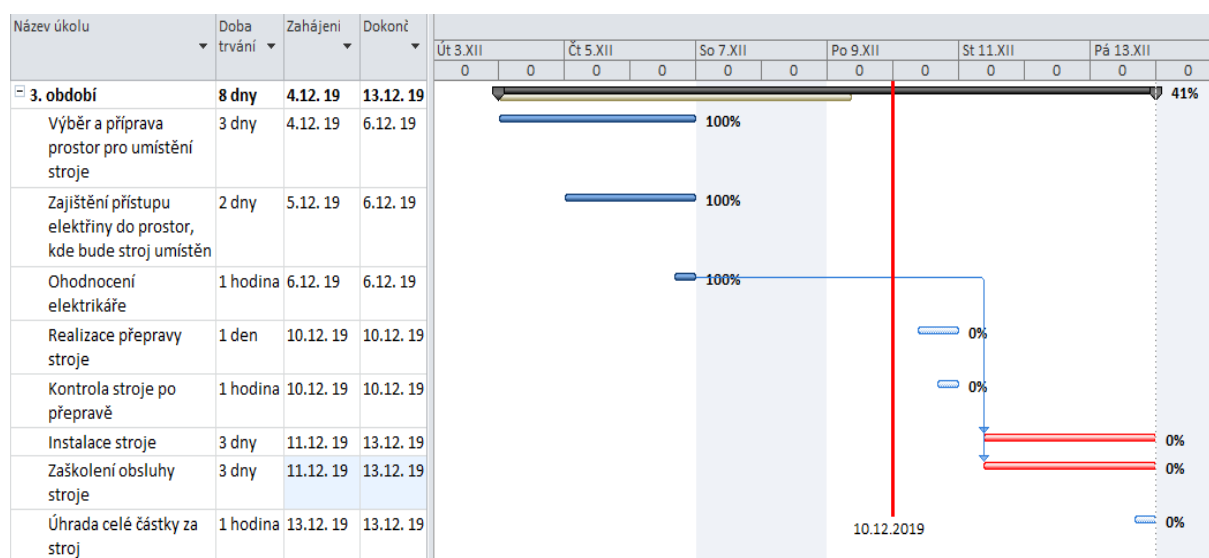 Název úkolu Doba trvání Zahájeni Dokonč
Út 3.XII Čt 5.XII So 7.XII Po 9.XII St 11.XII Pá 13.XII
0 0 0 0 0 0 0 0 0 0 0 0
3. období 8 dny 4.12. 19 13.12. 19 41%
Výběr a příprava 3 dny 4.12. 19 6.12. 19 100%
prostor pro umístění
stroje
Zajištění přístupu 2 dny 5.12. 19 6.12. 19 100%
elektřiny do prostor,
kde bude stroj umístěn
Ohodnocení 1 hodina 6.12. 19 6.12. 19 100%
elektrikáře
Realizace přepravy 1 den 10.12. 19 10.12. 19 0%
stroje
Kontrola stroje po 1 hodina 10.12. 19 10.12. 19 0%
přepravě
Instalace stroje 3 dny 11.12. 19 13.12. 19 0%
Zaškolení obsluhy 3 dny 11.12. 19 13.12. 19 0%
stroje
Úhrada celé částky za 1 hodina 13.12. 19 13.12. 19 0%
stroj
10.12.2019